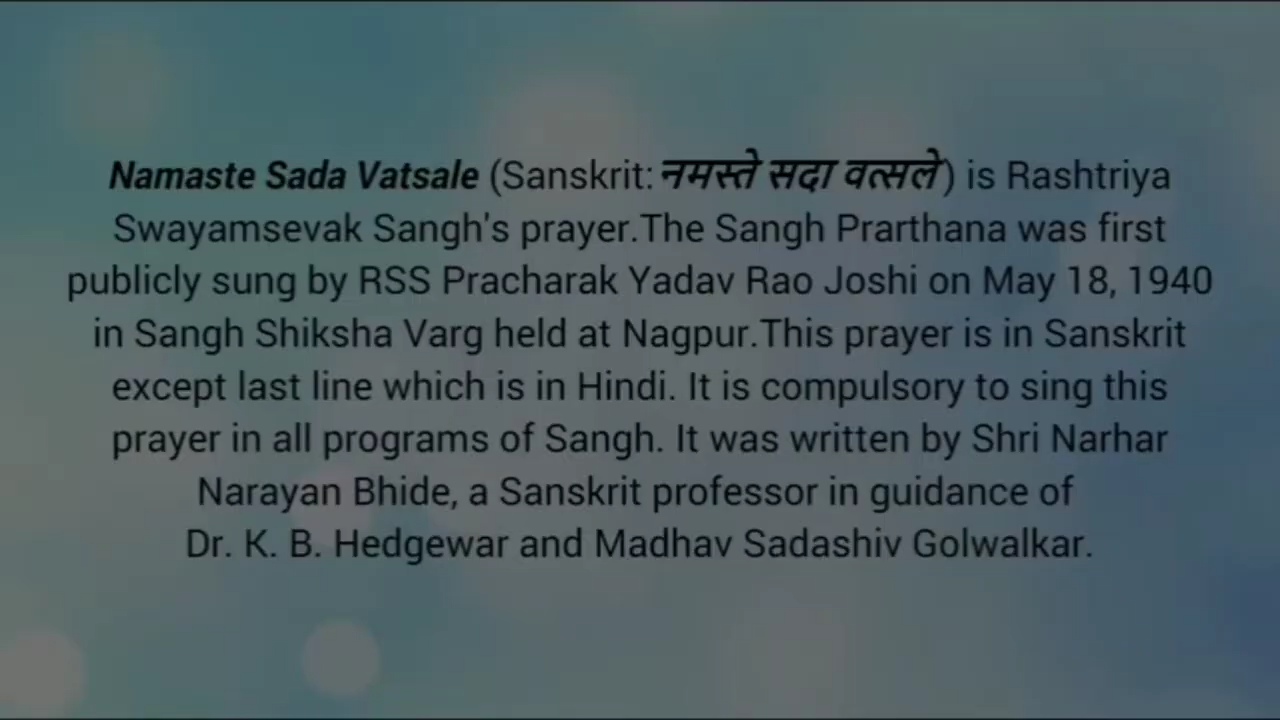 Namaste Sada Vatsale (Sanskrit: नमस्ते सदा वत्सले) is Rashtriya
Swayamsevak Sangh's prayer.The Sangh Prarthana was first
publicly sung by RSS Pracharak Yadav Rao Joshi on May 18, 1940
in Sangh Shiksha Varg held at Nagpur.This prayer is in Sanskrit
except last line which is in Hindi. It is compulsory to sing this
prayer in all programs of Sangh. It was written by Shri Narhar
Narayan Bhide, a Sanskrit professor in guidance of
Dr. K. B. Hedgewar and Madhav Sadashiv Golwalkar.